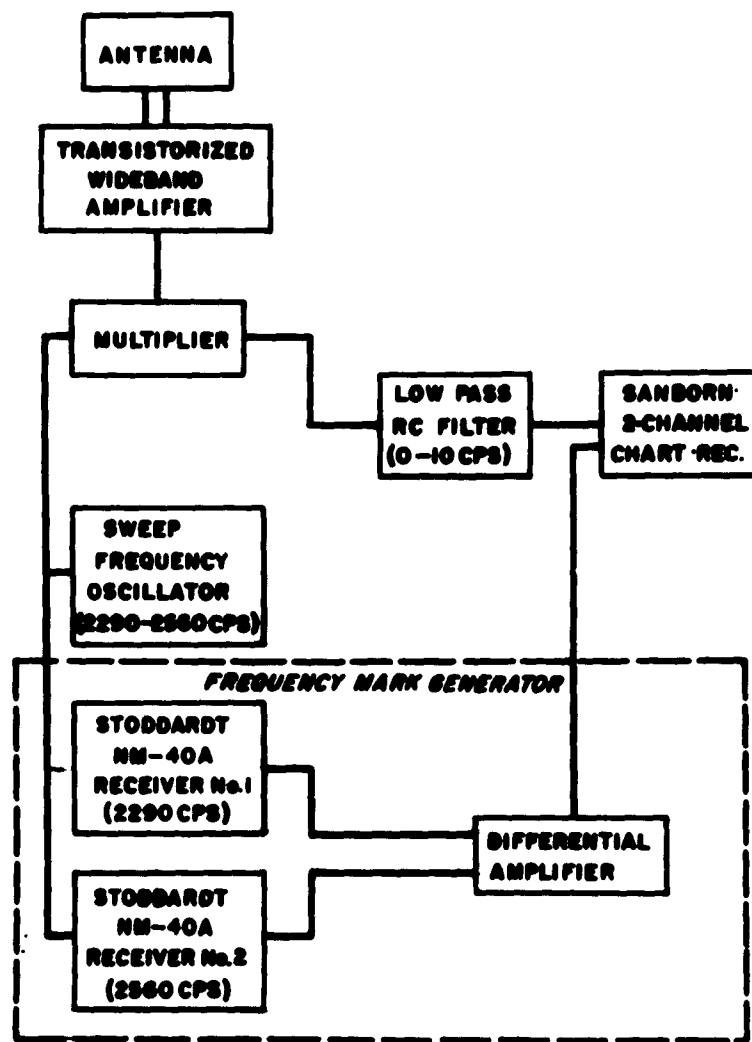 ANTENNA
TRANSISTORIZED
WIDEBAND
AMPLIFIER
MULTIPLIER
LOW PASS
RC FILTER
(0-10 CPS)
SANBORN
2-CHANNEL
CHART REC.
SWEEP
FREQUENCY
OSCILLATOR
(2290-2560 CPS)
FREQUENCY MARK GENERATOR
STODDARDT
NM-40A
RECEIVER No.1
(2290 CPS)
DIFFERENTIAL
AMPLIFIER
STODDARDT
NM-40A
RECEIVER No.2
(2560 CPS)